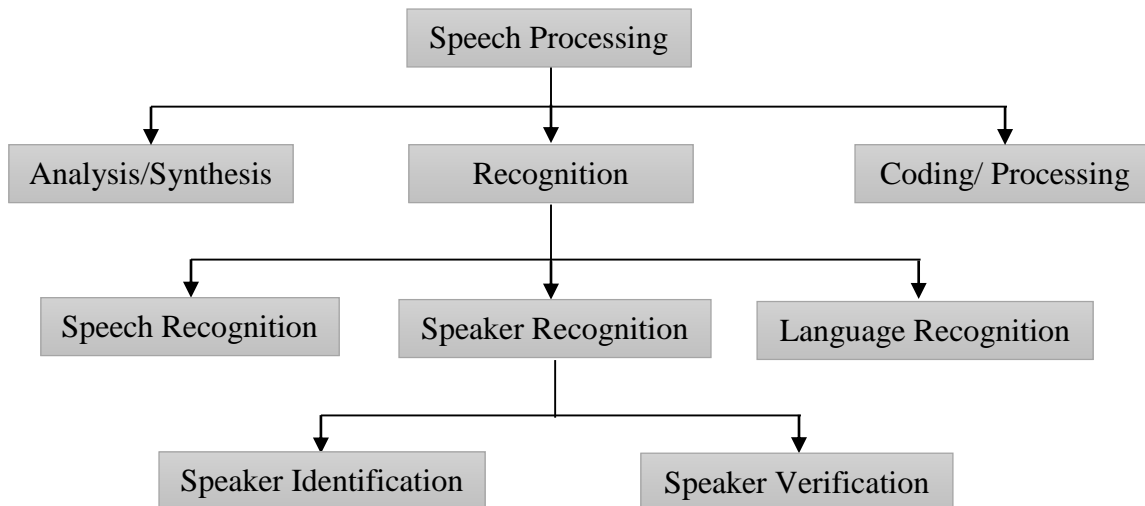 Speech Processing
Analysis/Synthesis
Recognition
Coding/ Processing
Speech Recognition
Speaker Recognition
Language Recognition
Speaker Identification
Speaker Verification